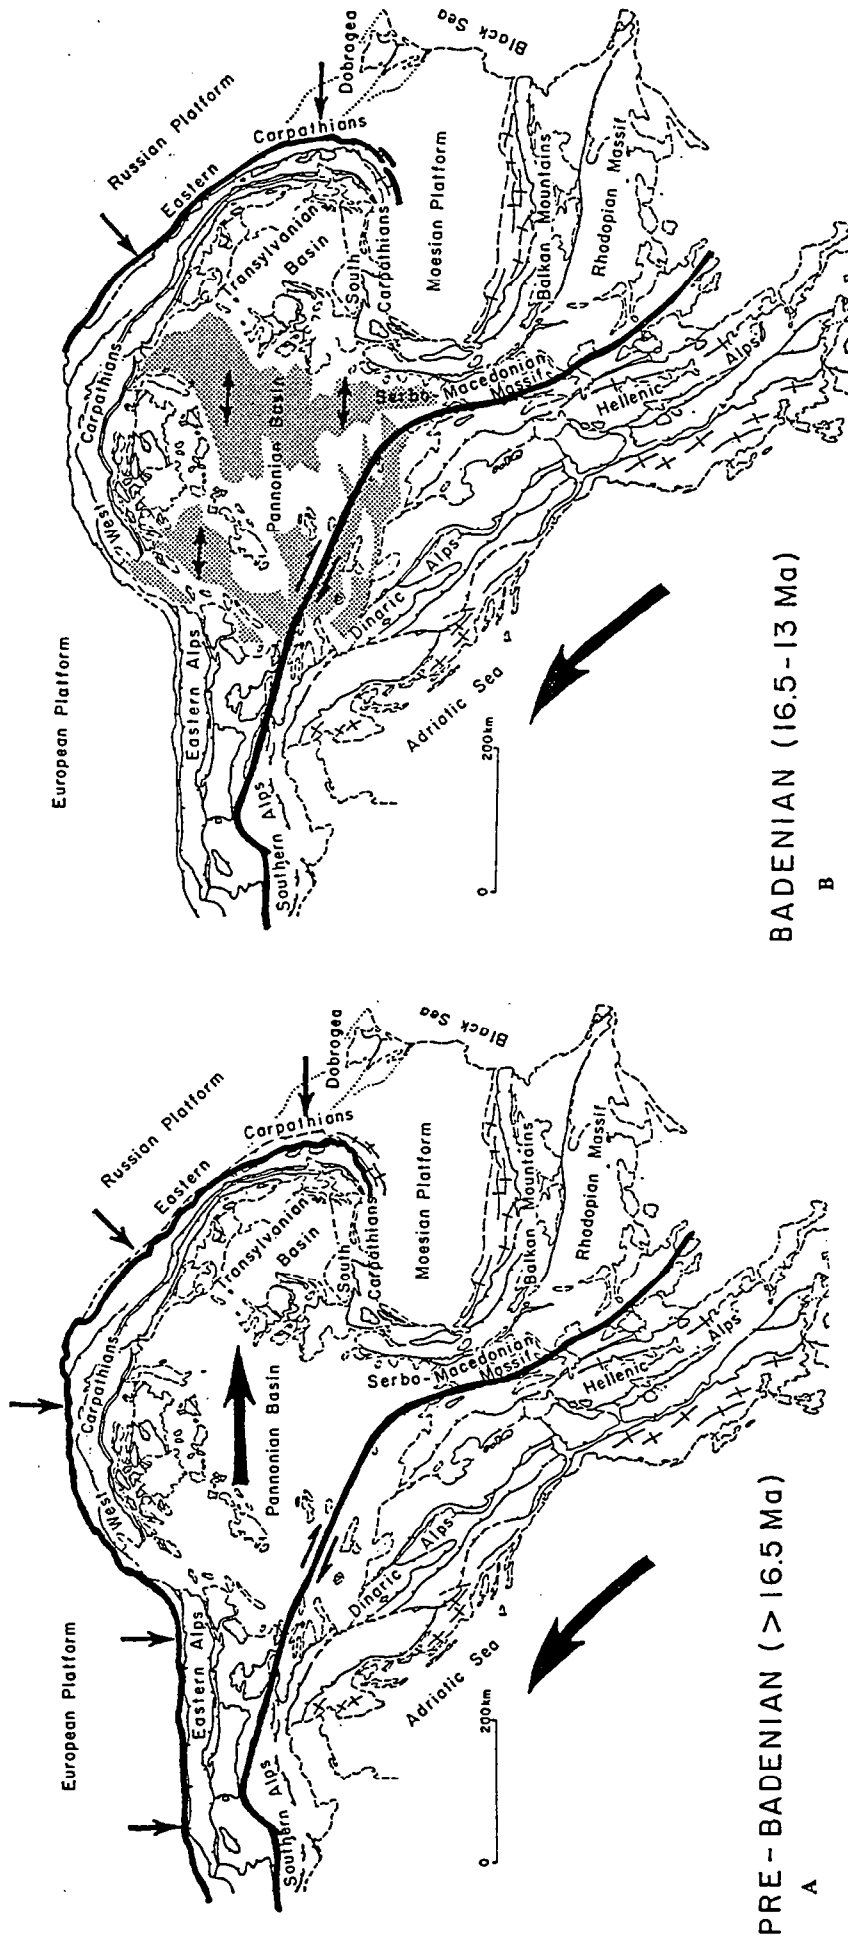 European Platform
Russian Platform
Eastern
Carpathians
West
Carpathians
Eastern Alps
Transylvanian
Basin
Dobrogea
Black Sea
Pannonian Basin
South
Carpathians
Moesian Platform
Southern Alps
Serbo-Macedonian
Massif
Balkan Mountains
Rhodopian Massif
Dinaric Alps
Hellenic Alps
Adriatic Sea
0
200km
PRE-BADENIAN (> 16.5 Ma)
A
European Platform
Russian Platform
Eastern
Carpathians
West
Carpathians
Eastern Alps
Transylvanian
Basin
Dobrogea
Black Sea
Pannonian Basin
South
Carpathians
Moesian Platform
Southern Alps
Serbo-Macedonian
Massif
Balkan Mountains
Rhodopian Massif
Dinaric Alps
Hellenic Alps
Adriatic Sea
0
200km
BADENIAN (16.5-13 Ma)
B